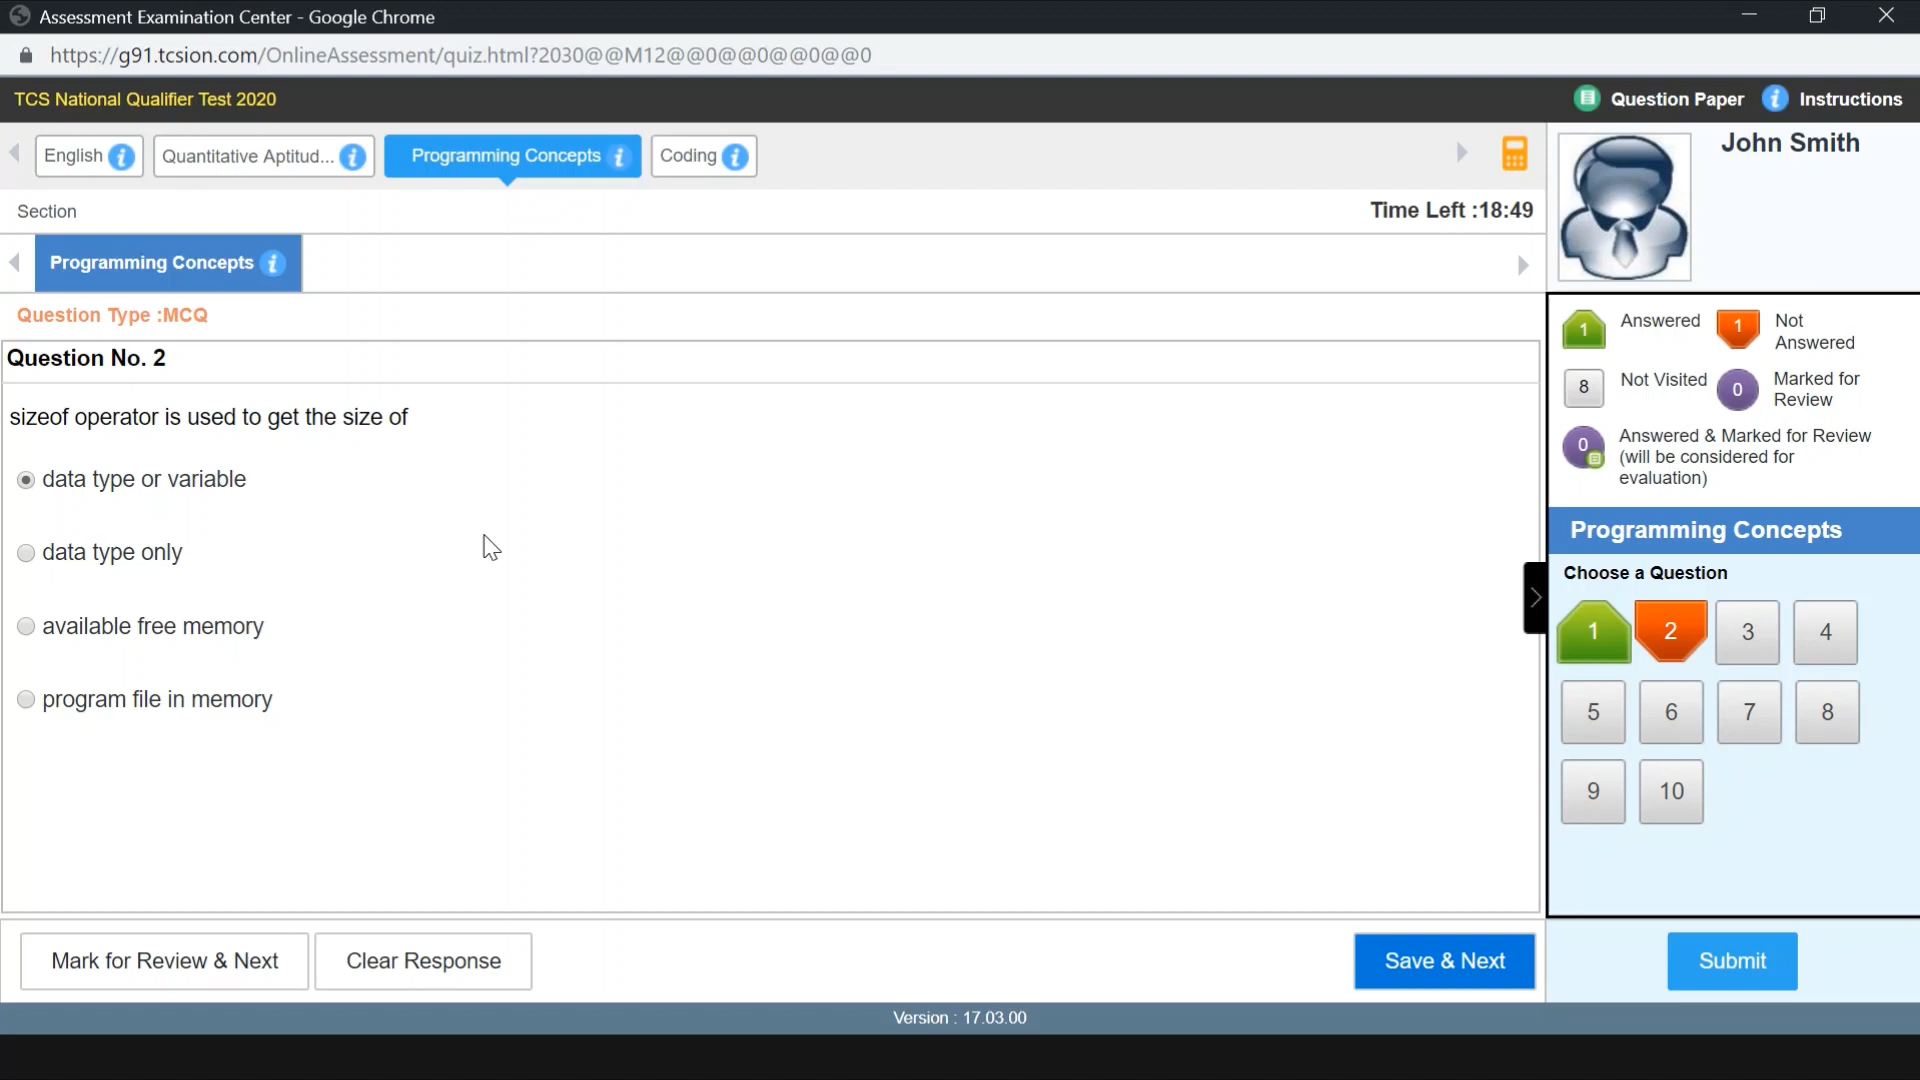 Assessment Examination Center - Google Chrome
https://g91.tcsion.com/OnlineAssessment/quiz.html?2030@@M12@@0@@0@@0@@0
TCS National Qualifier Test 2020
Question Paper
i Instructions
English i
Quantitative Aptitud... i
Programming Concepts i
Coding i
John Smith
Section
Time Left :18:49
Programming Concepts i
Question Type :MCQ
Question No. 2
sizeof operator is used to get the size of
data type or variable
data type only
available free memory
program file in memory
1 Answered
1 Not
Answered
8 Not Visited
0 Marked for
Review
0 Answered & Marked for Review
(will be considered for
evaluation)
Programming Concepts
Choose a Question
1 2 3 4
5 6 7 8
9 10
Mark for Review & Next
Clear Response
Save & Next
Submit
Version : 17.03.00